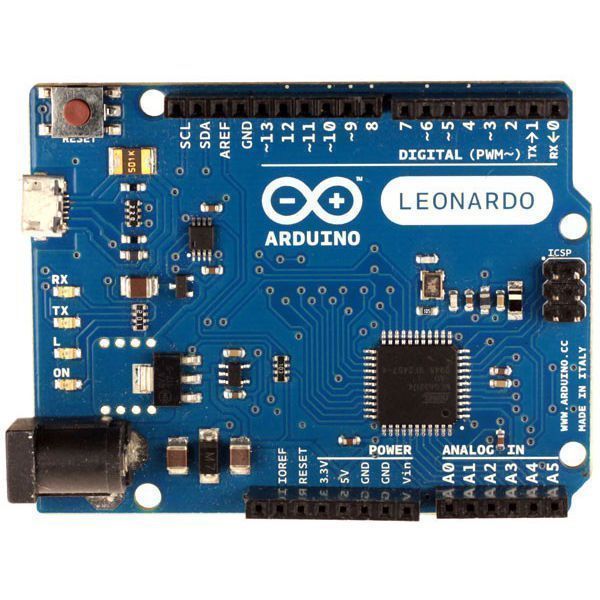 RESET
SCL
SDA
AREF
GND
~13
12
~11
~10
~9
8
7
~6
~5
4
~3
2
TX→1
RX←0
DIGITAL (PWM~)
501K
™
LEONARDO
ARDUINO
ICSP
RX
TX
L
ON
WWW.ARDUINO.CC
MADE IN ITALY
POWER
ANALOG IN
IOREF
RESET
3.3V
5V
GND
GND
Vin
A0
A1
A2
A3
A4
A5